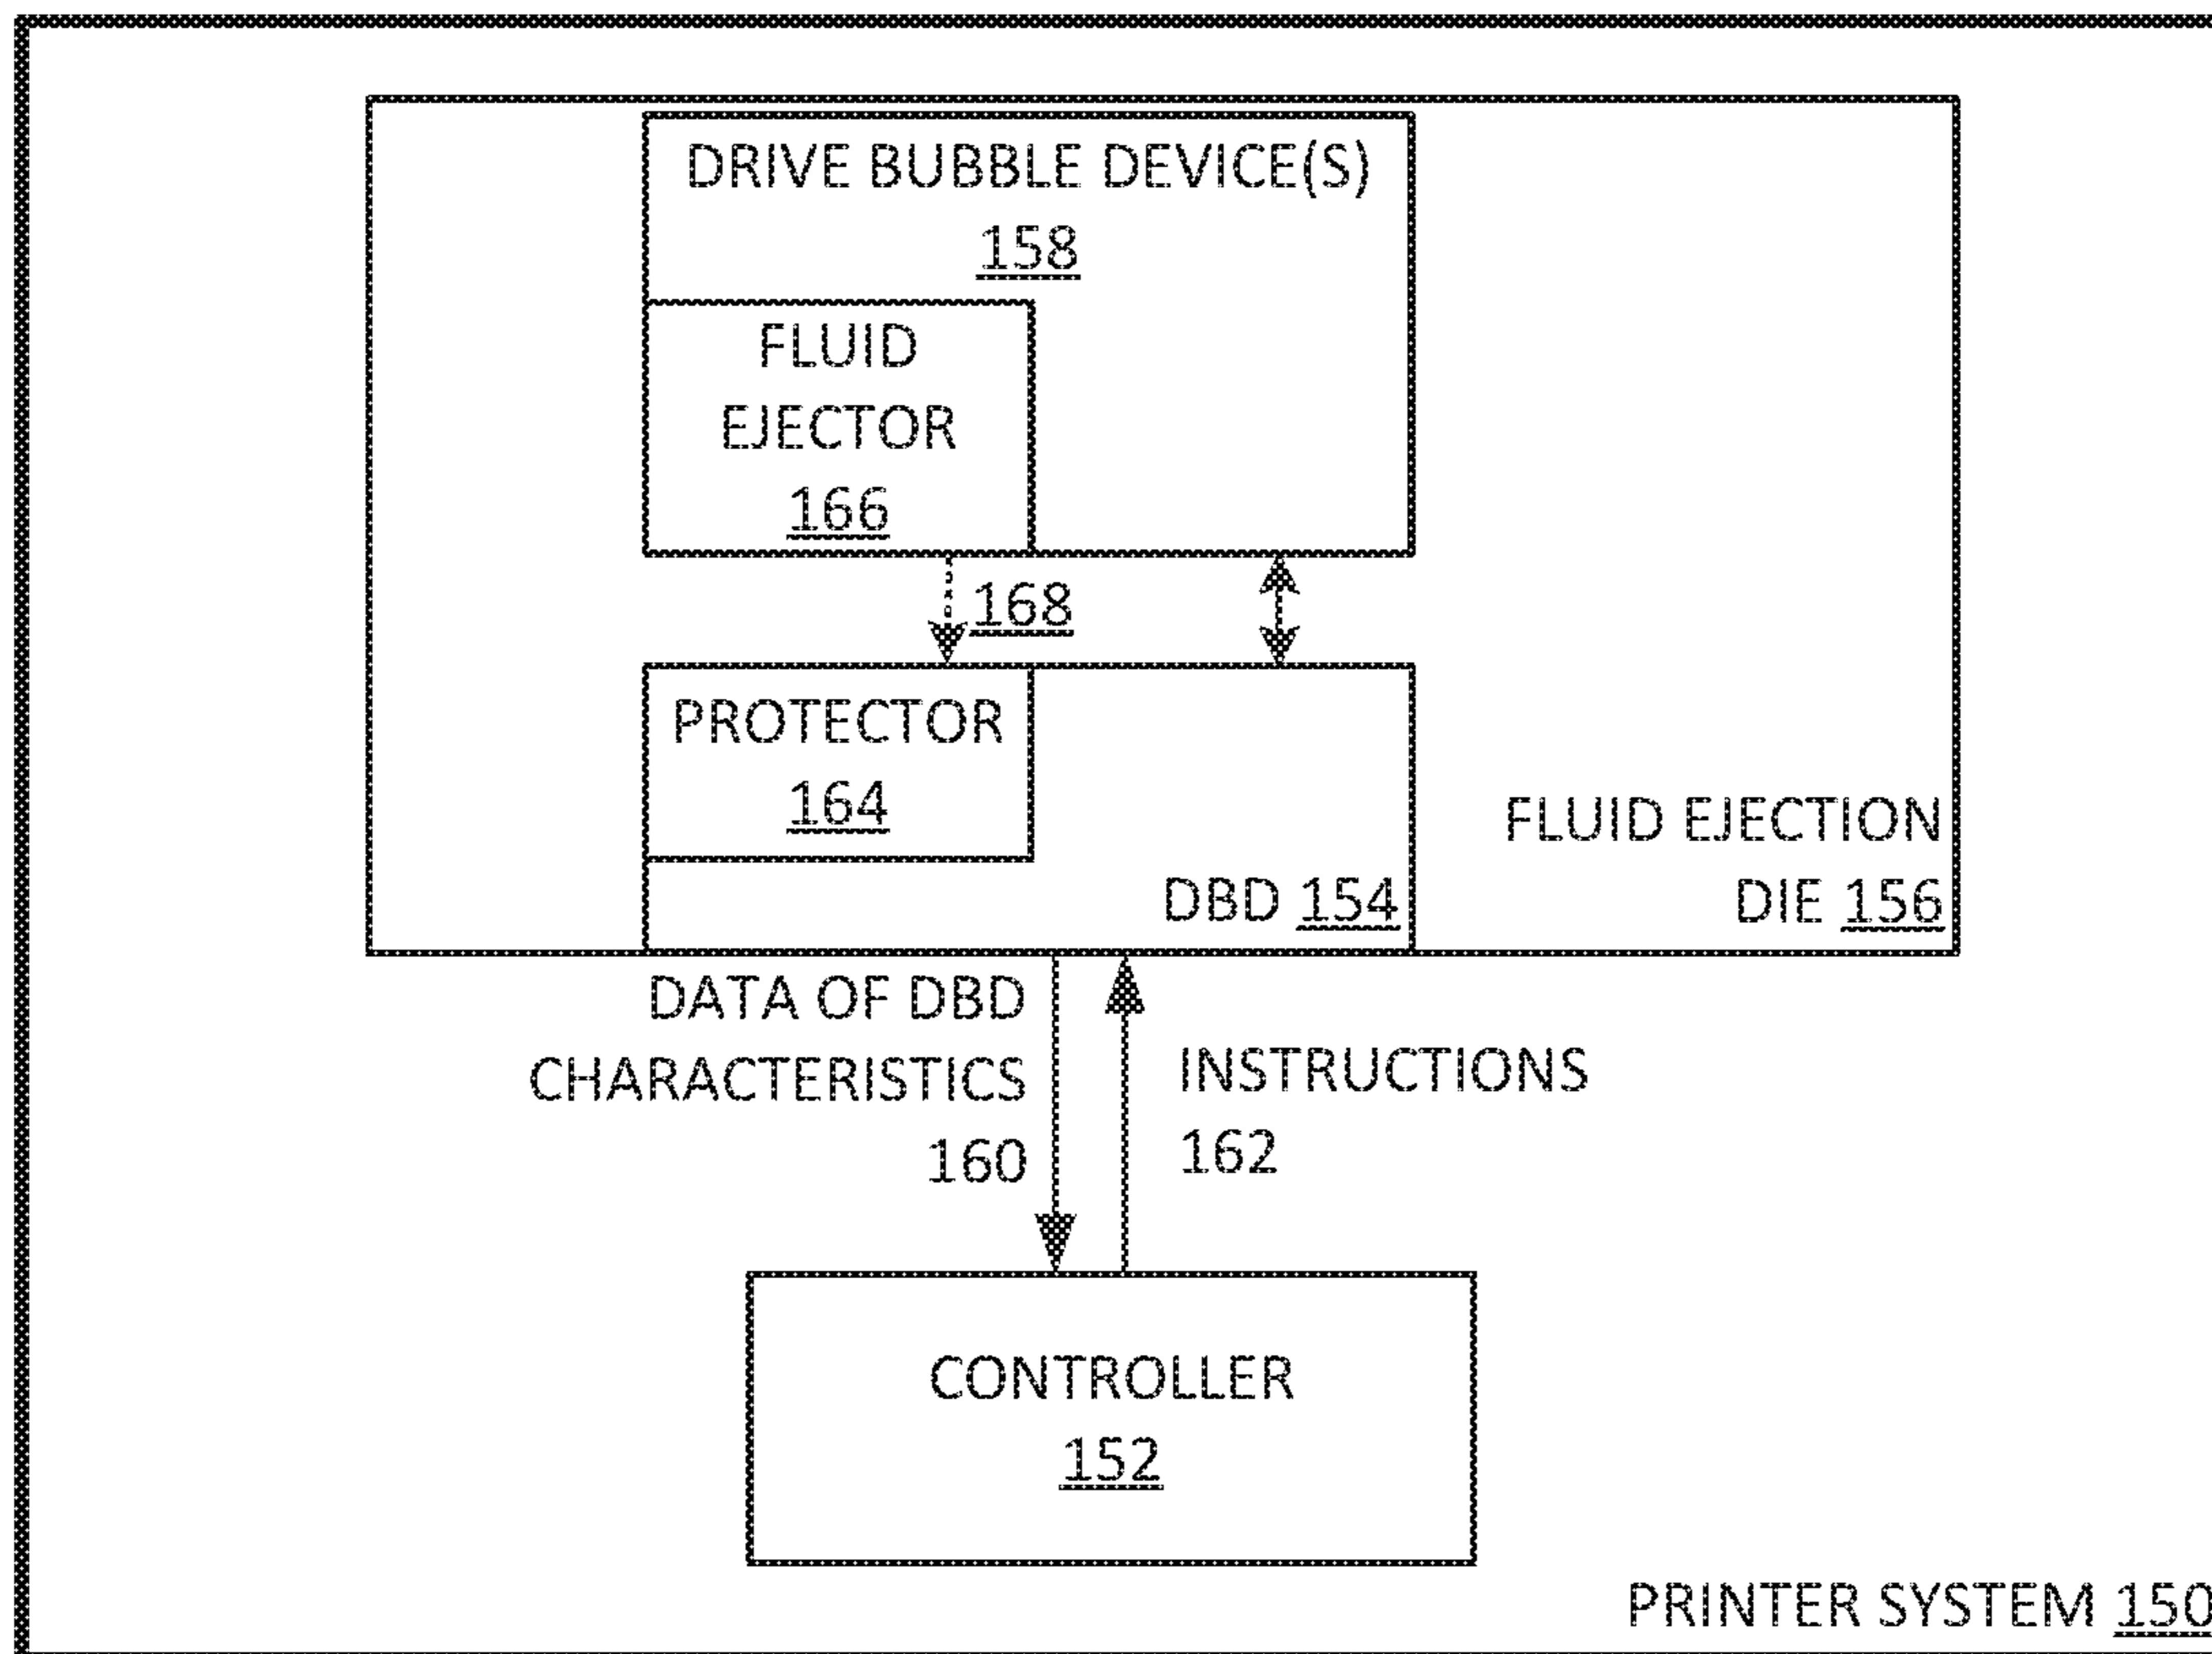 DRIVE BUBBLE DEVICE(S)
158
FLUID
EJECTOR
166
168
PROTECTOR
164
DBD 154
FLUID EJECTION
DIE 156
DATA OF DBD
CHARACTERISTICS
160
INSTRUCTIONS
162
CONTROLLER
152
PRINTER SYSTEM 150